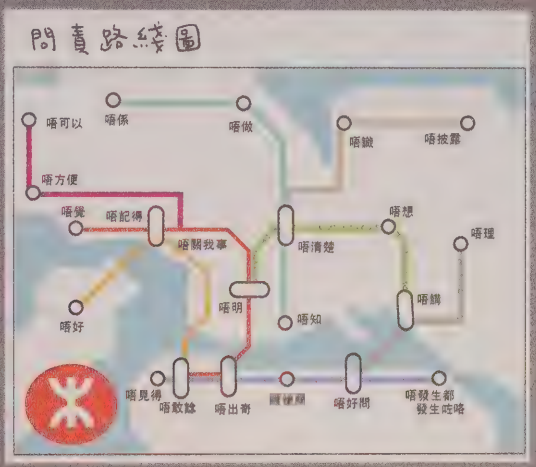 問責路綫圖
唔可以
唔係
唔做
唔識
唔披露
唔方便
唔覺
唔記得
唔關我事
唔清楚
唔想
唔理
唔好
唔明
唔知
唔講
唔見得
唔敢諗
唔出奇
唔好問
唔發生都
發生咗咯